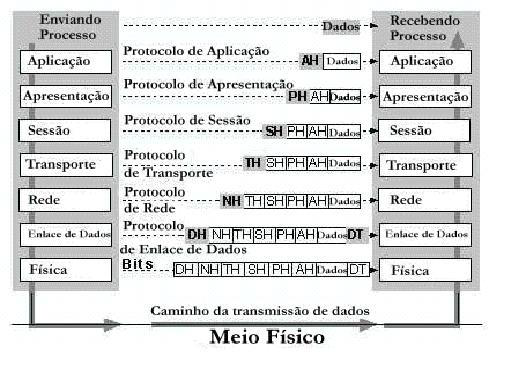 Enviando Processo Dados Recebendo Processo
Aplicação Protocolo de Aplicação AH Dados Aplicação
Apresentação Protocolo de Apresentação PH AH Dados Apresentação
Sessão Protocolo de Sessão SH PH AH Dados Sessão
Transporte Protocolo de Transporte TH SH PH AH Dados Transporte
Rede Protocolo de Rede NH TH SH PH AH Dados Rede
Enlace de Dados Protocolo de Enlace de Dados DH NH TH SH PH AH Dados DT Enlace de Dados
Física Bits DH NH TH SH PH AH Dados DT Física
Caminho da transmissão de dados
Meio Físico